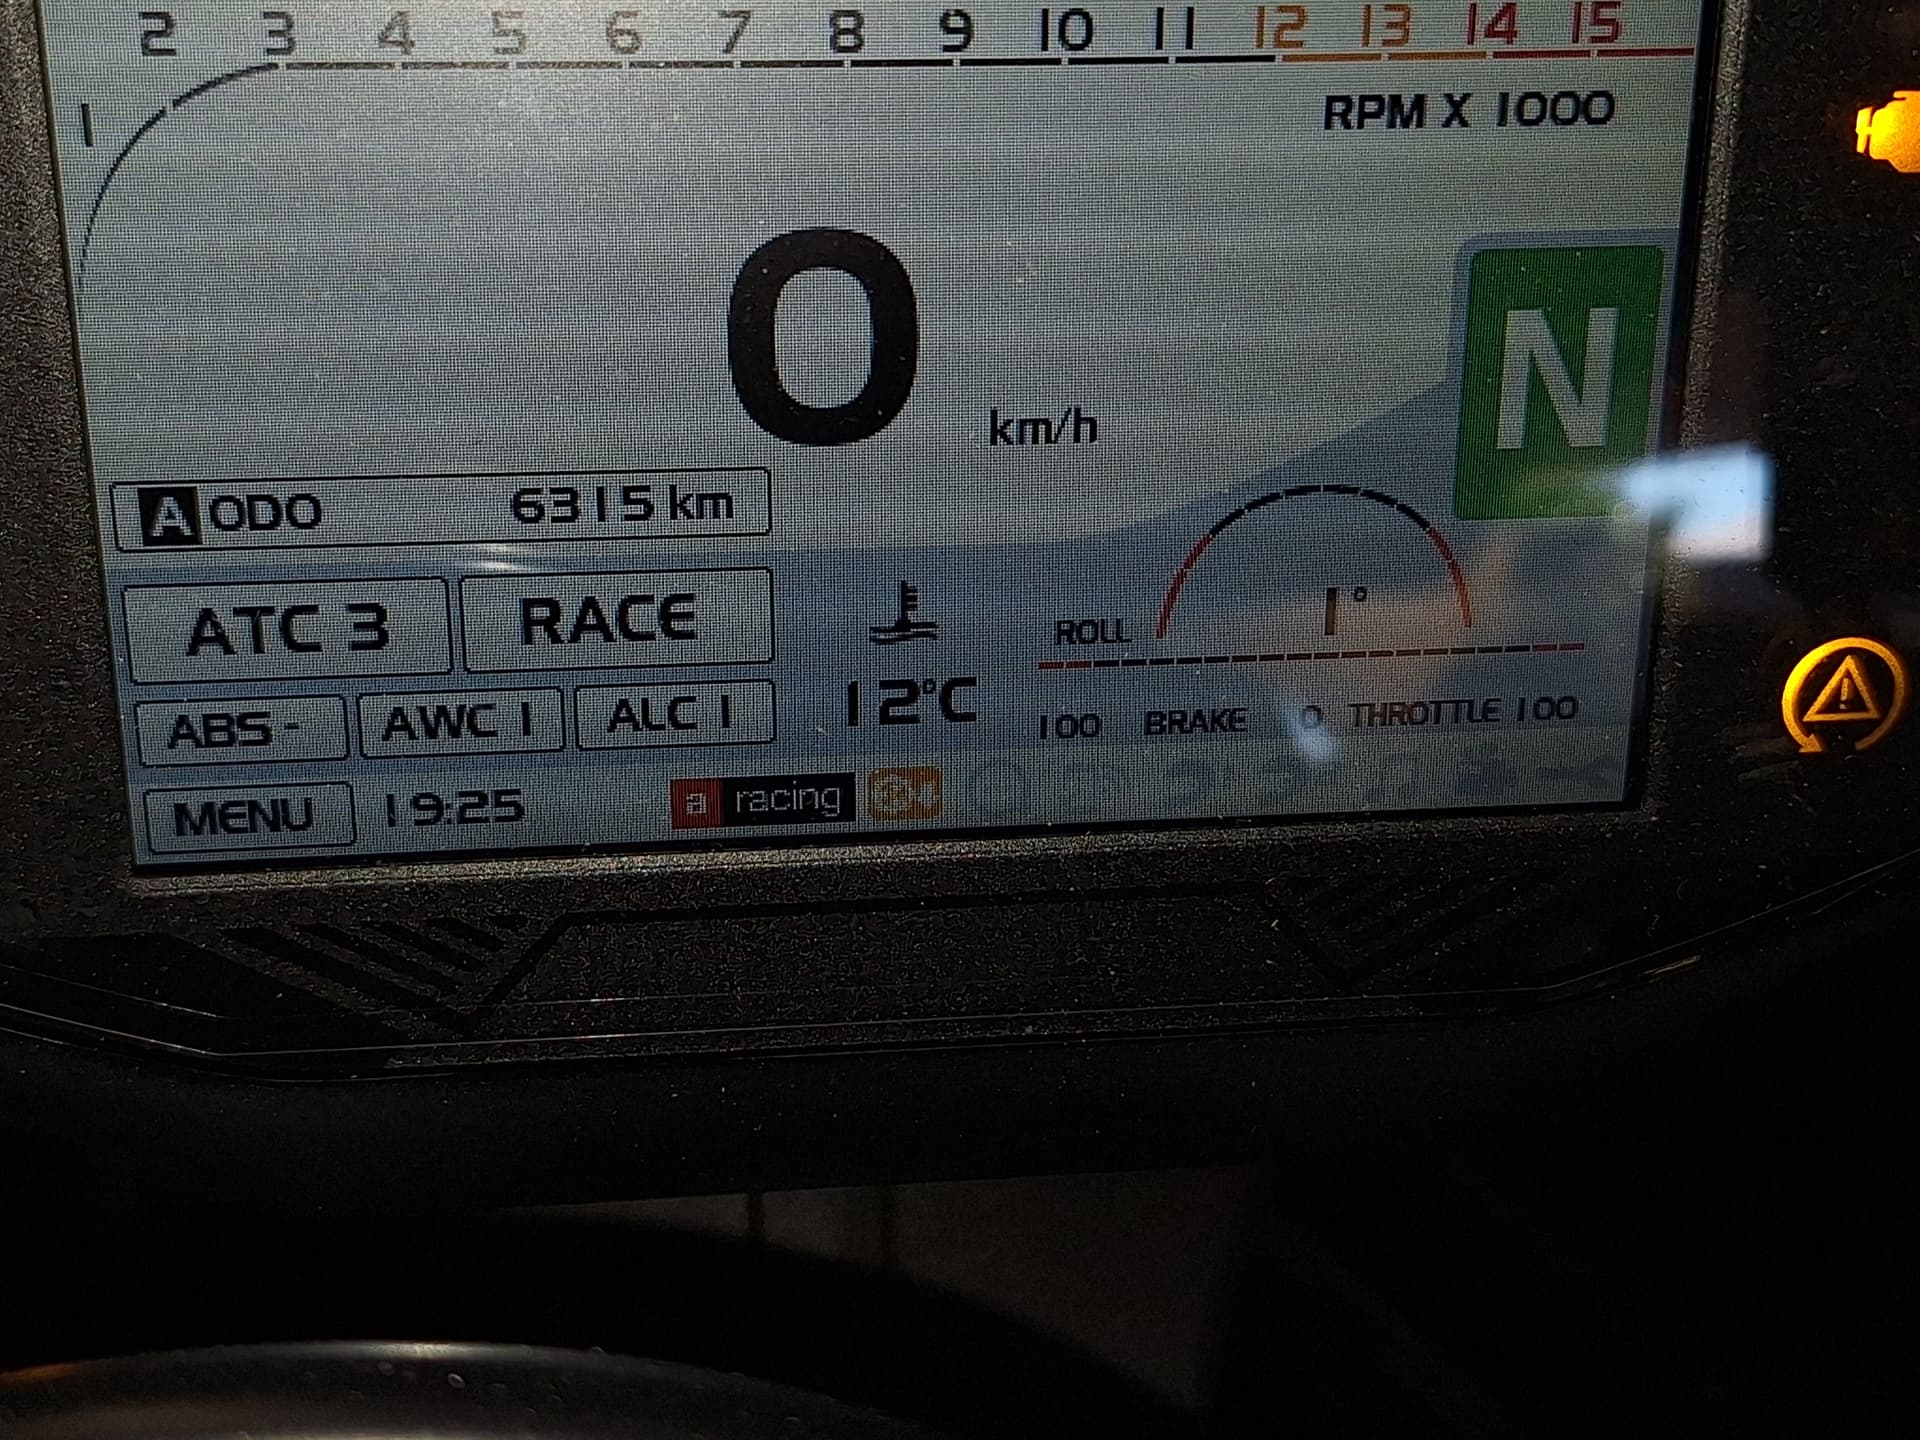 2 3 4 5 6 7 8 9 10 11 12 13 14 15
1
RPM X 1000
0
km/h
N
A ODO 6315 km
ATC 3 RACE
1°
ROLL
ABS - AWC 1 ALC 1
12°C
100 BRAKE 0 THROTTLE 100
MENU 19:25
a racing